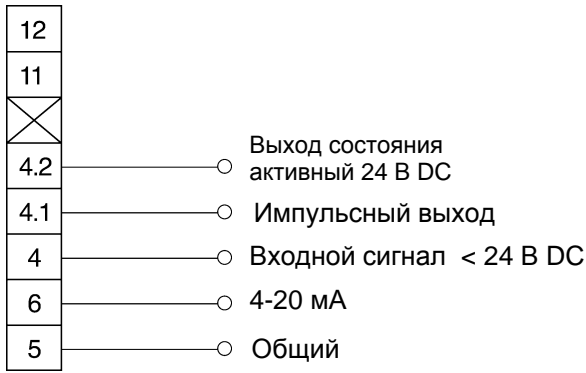 12
11
4.2 Выход состояния
активный 24 В DC
4.1 Импульсный выход
4 Входной сигнал < 24 В DC
6 4-20 мА
5 Общий